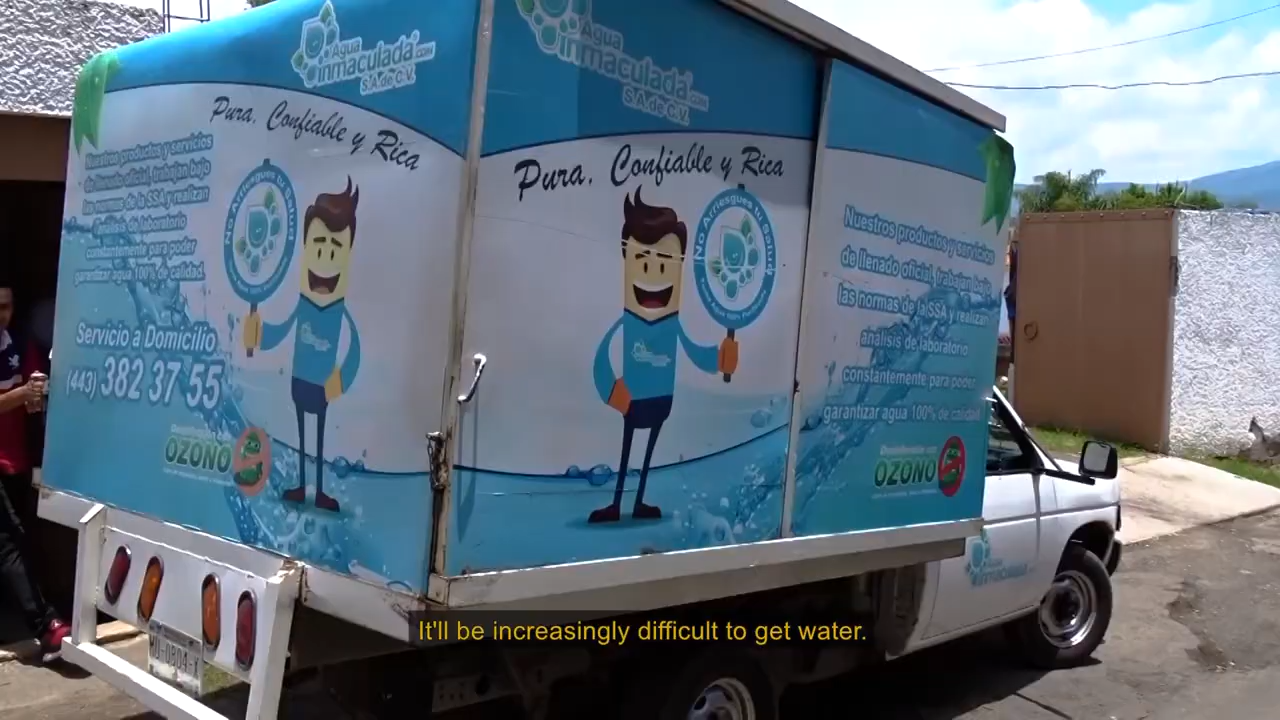 Agua
inmaculada.com
S.A. de C.V.
Pura, Confiable y Rica
Nuestros productos y servicios
de llenado oficial, trabajan bajo
las normas de la SSA y realizan
análisis de laboratorio
constantemente para poder
garantizar agua 100% de calidad.
No Arriesgues tu Salud
Servicio a Domicilio
(443) 382 37 55
OZONO
Agua
inmaculada.com
S.A. de C.V.
Pura, Confiable y Rica
No Arriesgues tu Salud
Nuestros productos y servicios
de llenado oficial, trabajan bajo
las normas de la SSA y realizan
análisis de laboratorio
constantemente para poder
garantizar agua 100% de calidad
OZONO
It'll be increasingly difficult to get water.